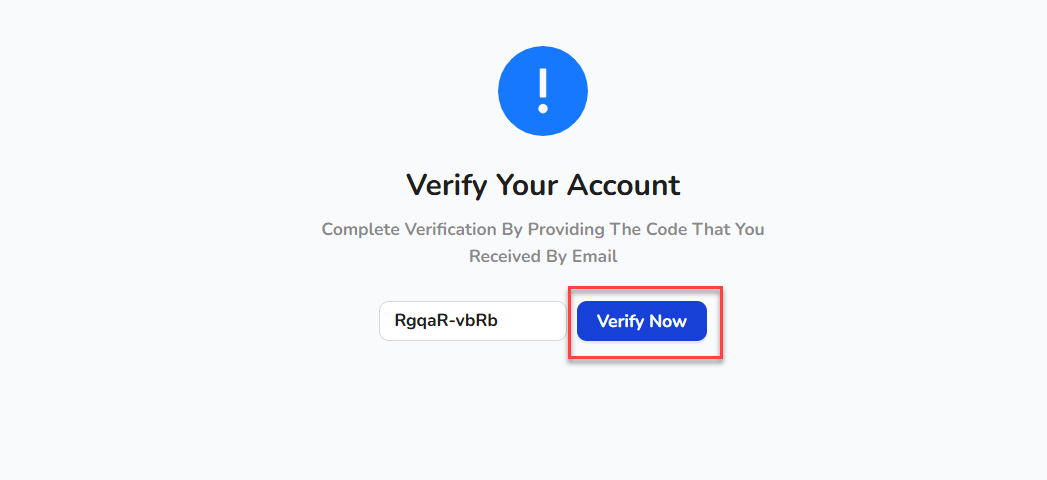 Verify Your Account
Complete Verification By Providing The Code That You
Received By Email
RgqaR-vbRb
Verify Now